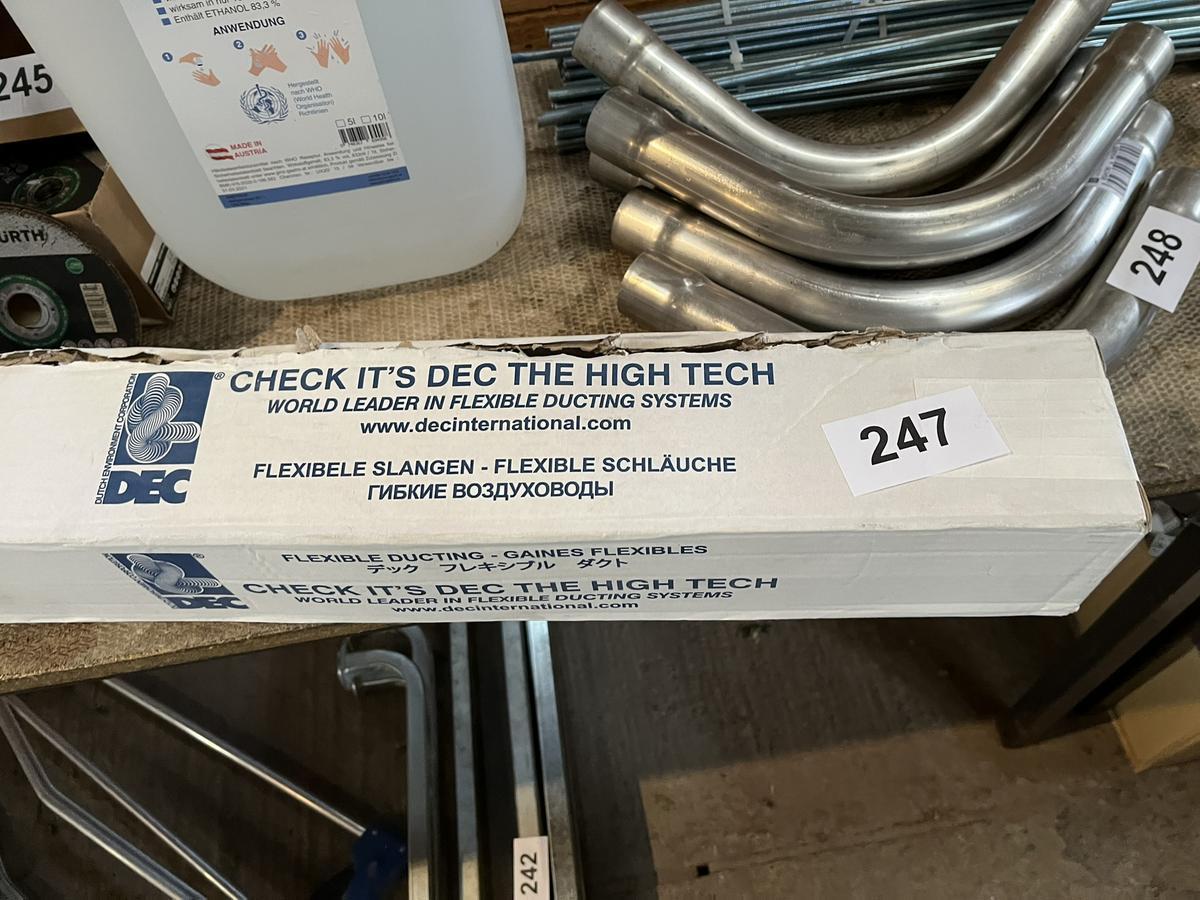 Enthält ETHANOL 83,3 %
ANWENDUNG
1
2
3
Hergestellt
nach WHO
(World Health
Organisation)
Richtlinien
5l 10l
MADE IN
AUSTRIA
245
ÜRTH
248
DUTCH ENVIRONMENT CORPORATION
DEC
®
CHECK IT'S DEC THE HIGH TECH
WORLD LEADER IN FLEXIBLE DUCTING SYSTEMS
www.decinternational.com
FLEXIBELE SLANGEN - FLEXIBLE SCHLÄUCHE
ГИБКИЕ ВОЗДУХОВОДЫ
247
FLEXIBLE DUCTING - GAINES FLEXIBLES
デック フレキシブル ダクト
DEC
CHECK IT'S DEC THE HIGH TECH
WORLD LEADER IN FLEXIBLE DUCTING SYSTEMS
www.decinternational.com
242